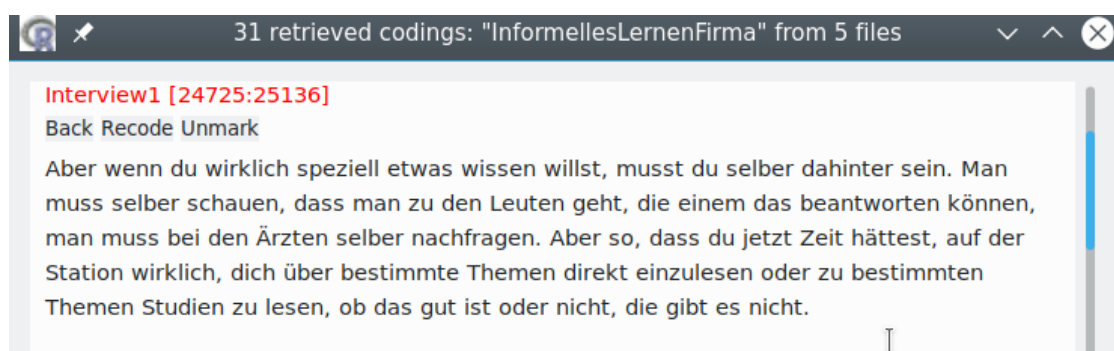 31 retrieved codings: "InformellesLernenFirma" from 5 files
Interview1 [24725:25136]
Back Recode Unmark
Aber wenn du wirklich speziell etwas wissen willst, musst du selber dahinter sein. Man
muss selber schauen, dass man zu den Leuten geht, die einem das beantworten können,
man muss bei den Ärzten selber nachfragen. Aber so, dass du jetzt Zeit hättest, auf der
Station wirklich, dich über bestimmte Themen direkt einzulesen oder zu bestimmten
Themen Studien zu lesen, ob das gut ist oder nicht, die gibt es nicht.